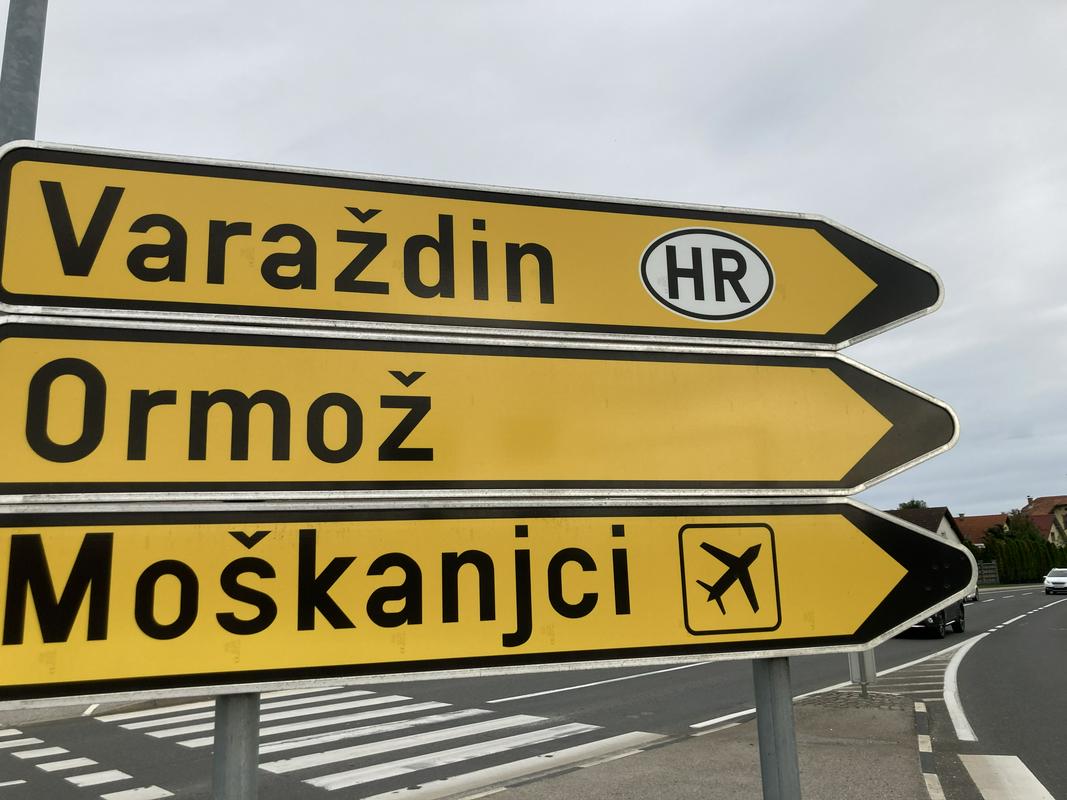 Varaždin HR
Ormož
Moškanjci